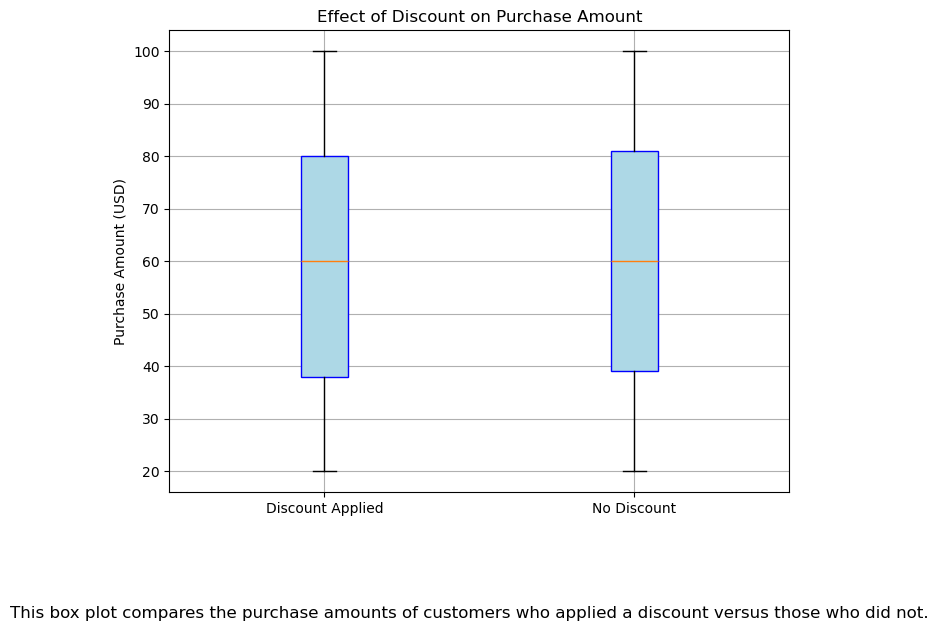 Effect of Discount on Purchase Amount
100
90
80
70
60
50
40
30
20
Purchase Amount (USD)
Discount Applied
No Discount
This box plot compares the purchase amounts of customers who applied a discount versus those who did not.